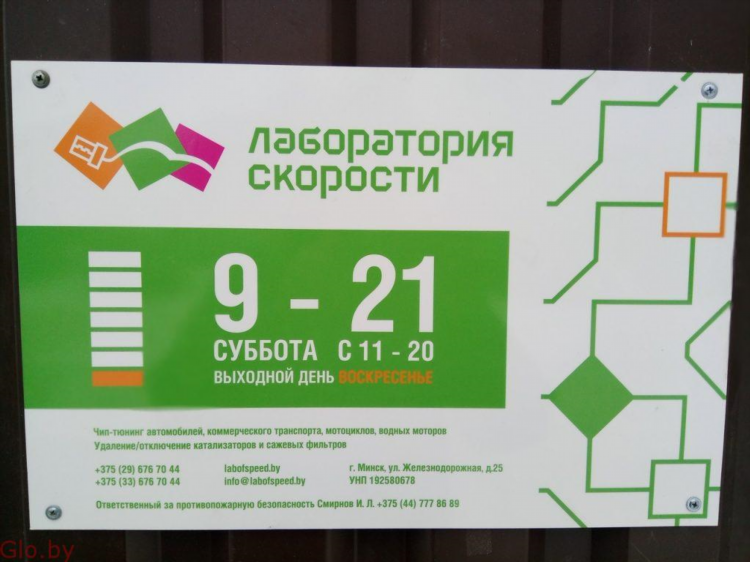 ЛАБОРАТОРИЯ
СКОРОСТИ
9 - 21
СУББОТА С 11 - 20
ВЫХОДНОЙ ДЕНЬ ВОСКРЕСЕНЬЕ
Чип-тюнинг автомобилей, коммерческого транспорта, мотоциклов, водных моторов
Удаление/отключение катализаторов и сажевых фильтров
+375 (29) 676 70 44 labofspeed.by г. Минск, ул. Железнодорожная, д.25
+375 (33) 676 70 44 info@labofspeed.by УНП 192580678
Ответственный за противопожарную безопасность Смирнов И. Л. +375 (44) 777 86 89
Glo.by